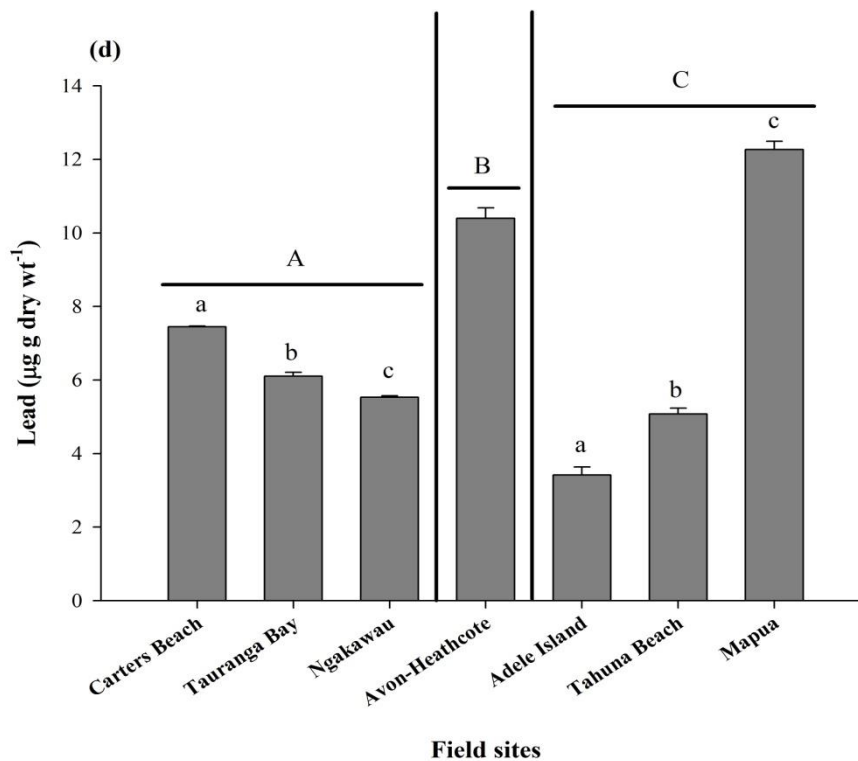 (d)
Lead (µg g dry wt⁻¹)
14
12
10
8
6
4
2
0
A
a
b
c
B
C
a
b
c
Carters Beach
Tauranga Bay
Ngakawau
Avon-Heathcote
Adele Island
Tahuna Beach
Mapua
Field sites